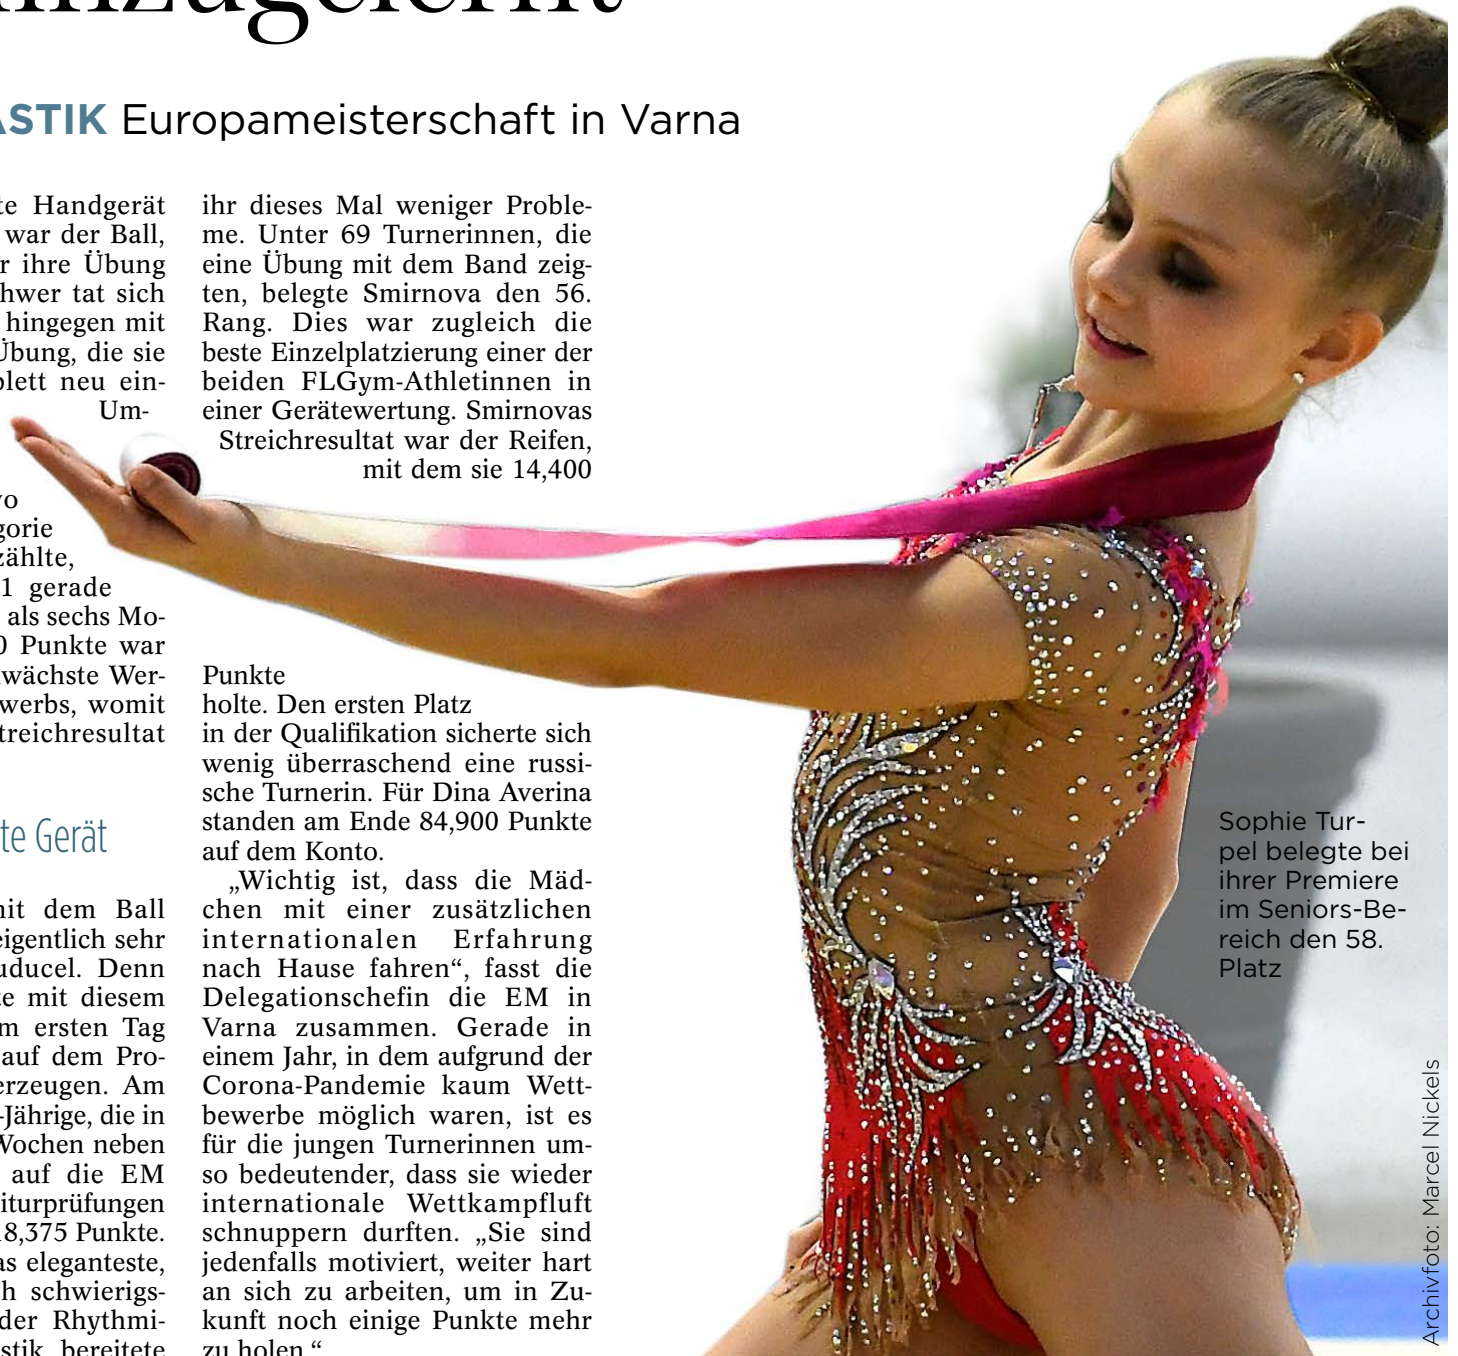 inzugelernt
ASTIK Europameisterschaft in Varna
te Handgerät
war der Ball,
r ihre Übung
hwer tat sich
hingegen mit
Übung, die sie
plett neu ein-
Um-
vo
gorie
zählte,
1 gerade
als sechs Mo-
0 Punkte war
wächste Wer-
werbs, womit
treichresultat
te Gerät
mit dem Ball
eigentlich sehr
uducel. Denn
te mit diesem
m ersten Tag
auf dem Pro-
erzeugen. Am
-Jährige, die in
Wochen neben
auf die EM
iturprüfungen
18,375 Punkte.
as eleganteste,
ch schwierigs-
der Rhythmi-
stik bereitete
ihr dieses Mal weniger Proble-
me. Unter 69 Turnerinnen, die
eine Übung mit dem Band zeig-
ten, belegte Smirnova den 56.
Rang. Dies war zugleich die
beste Einzelplatzierung einer der
beiden FLGym-Athletinnen in
einer Gerätewertung. Smirnovas
Streichresultat war der Reifen,
mit dem sie 14,400
Punkte
holte. Den ersten Platz
in der Qualifikation sicherte sich
wenig überraschend eine russi-
sche Turnerin. Für Dina Averina
standen am Ende 84,900 Punkte
auf dem Konto.
„Wichtig ist, dass die Mäd-
chen mit einer zusätzlichen
internationalen Erfahrung
nach Hause fahren“, fasst die
Delegationschefin die EM in
Varna zusammen. Gerade in
einem Jahr, in dem aufgrund der
Corona-Pandemie kaum Wett-
bewerbe möglich waren, ist es
für die jungen Turnerinnen um-
so bedeutender, dass sie wieder
internationale Wettkampfluft
schnuppern durften. „Sie sind
jedenfalls motiviert, weiter hart
an sich zu arbeiten, um in Zu-
kunft noch einige Punkte mehr
zu holen.“
Sophie Tur-
pel belegte bei
ihrer Premiere
im Seniors-Be-
reich den 58.
Platz
Archivfoto: Marcel Nickels